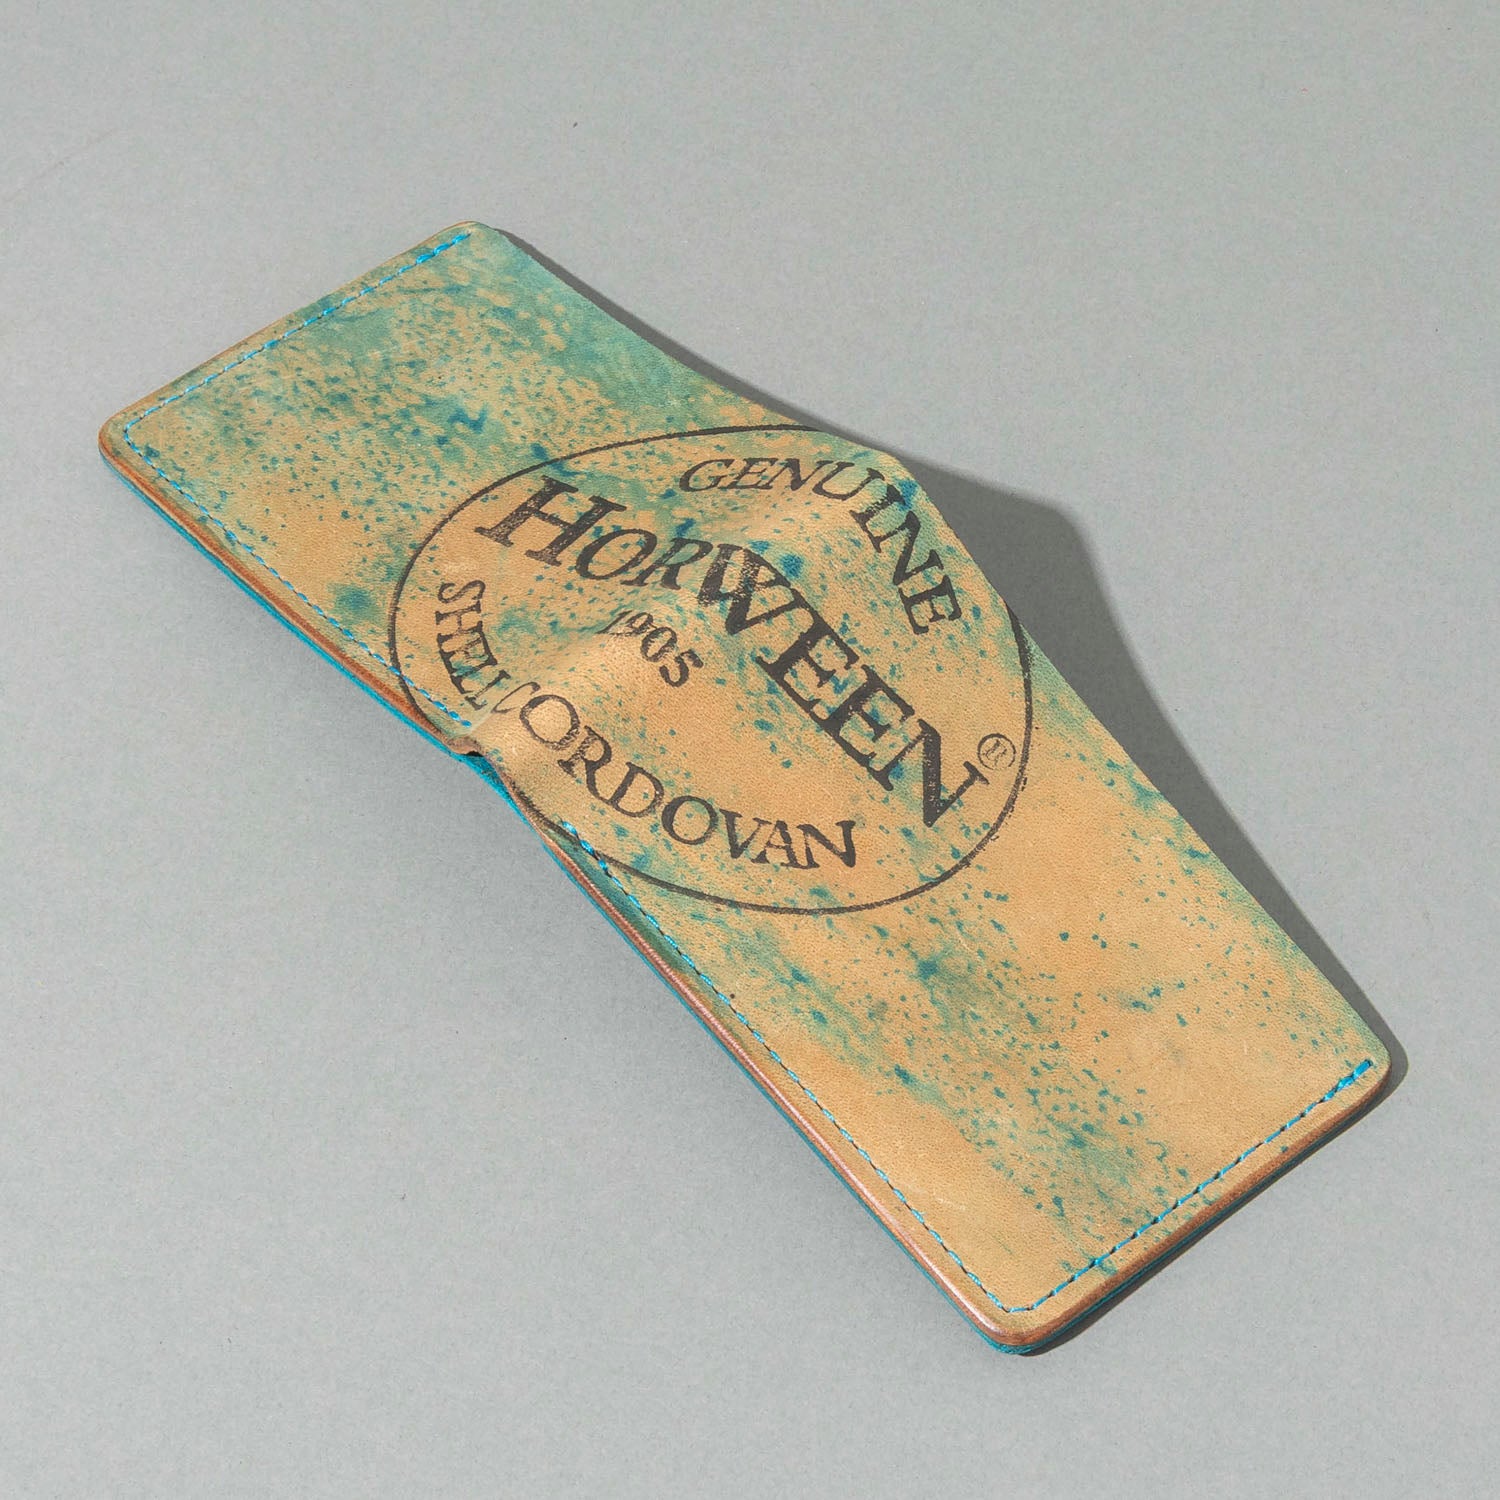 GENUINE
HORWEEN®
1905
SHELL CORDOVAN